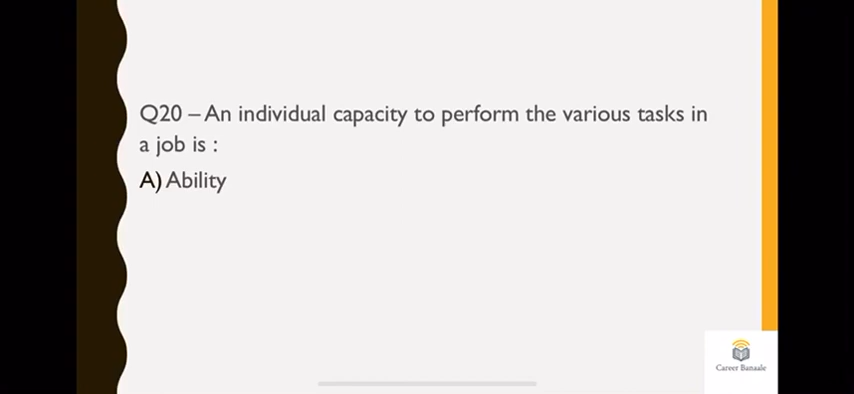 Q20 – An individual capacity to perform the various tasks in
a job is :
A) Ability
Career Banaale